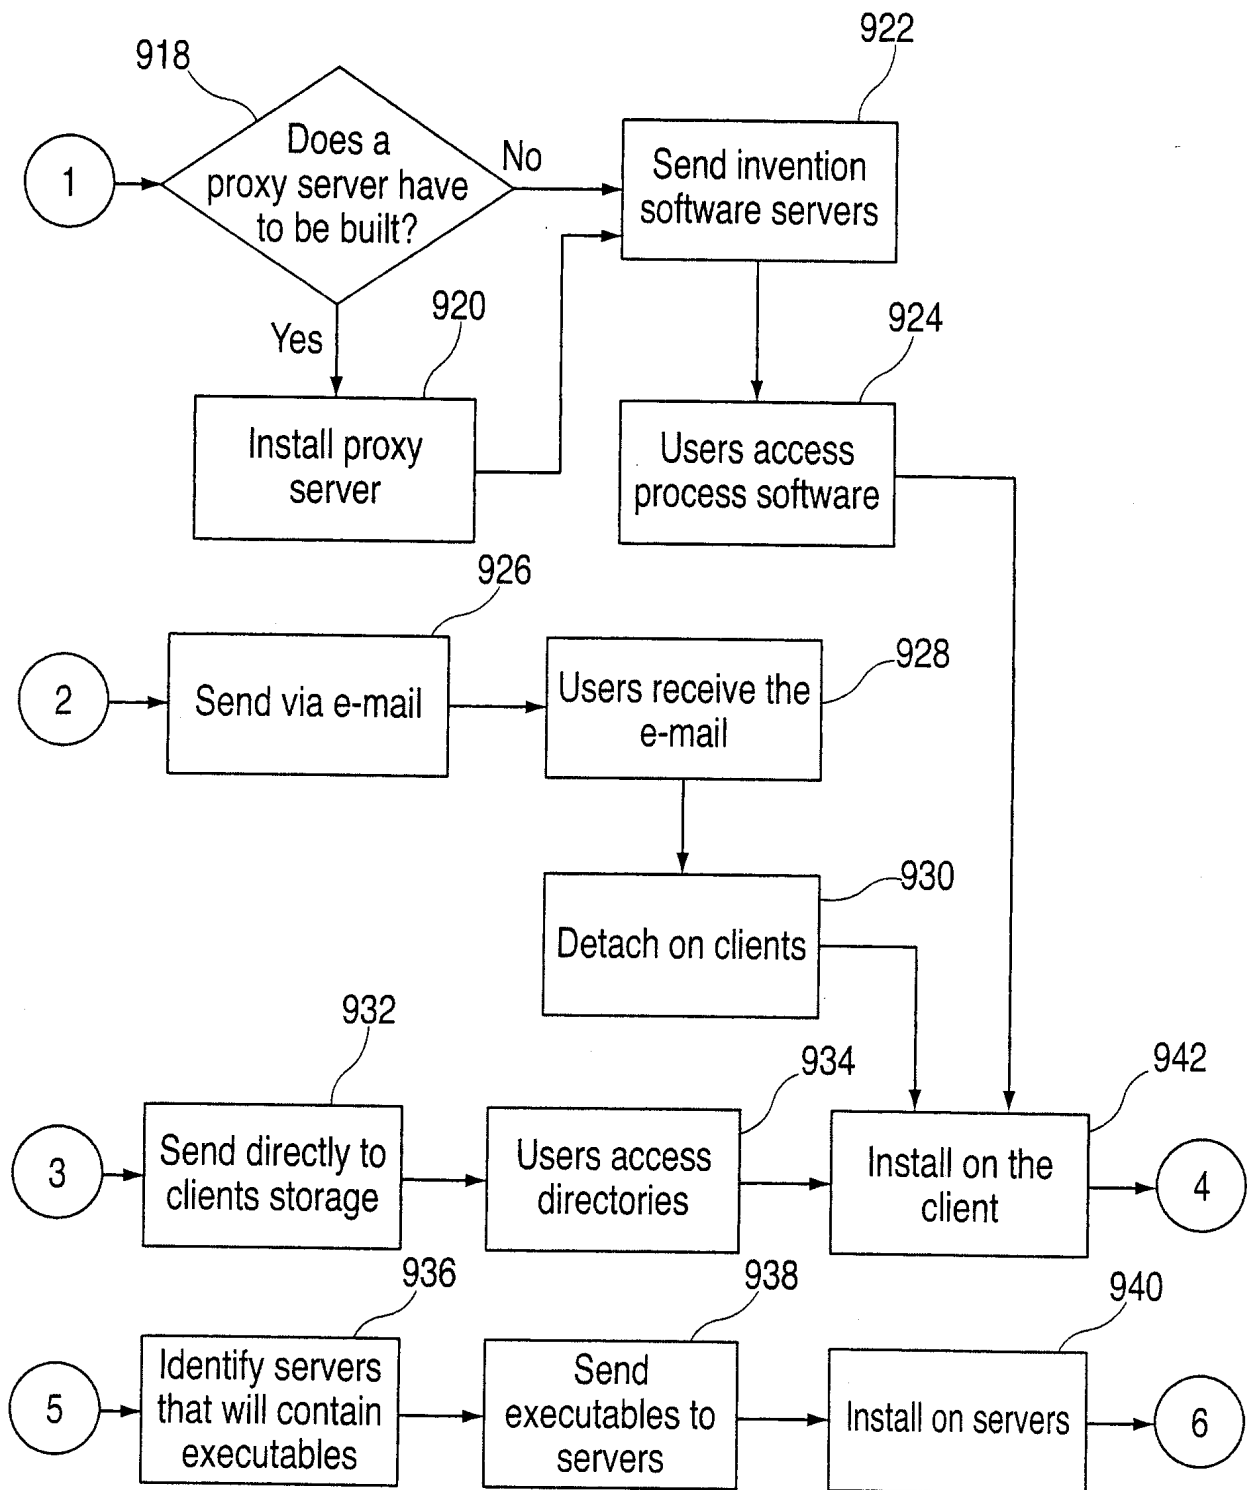 918
922
1
Does a
proxy server have
to be built?
No
Send invention
software servers
Yes
920
924
Install proxy
server
Users access
process software
926
928
2
Send via e-mail
Users receive the
e-mail
930
Detach on clients
932
934
942
3
Send directly to
clients storage
Users access
directories
Install on the
client
4
936
938
940
5
Identify servers
that will contain
executables
Send
executables to
servers
Install on servers
6